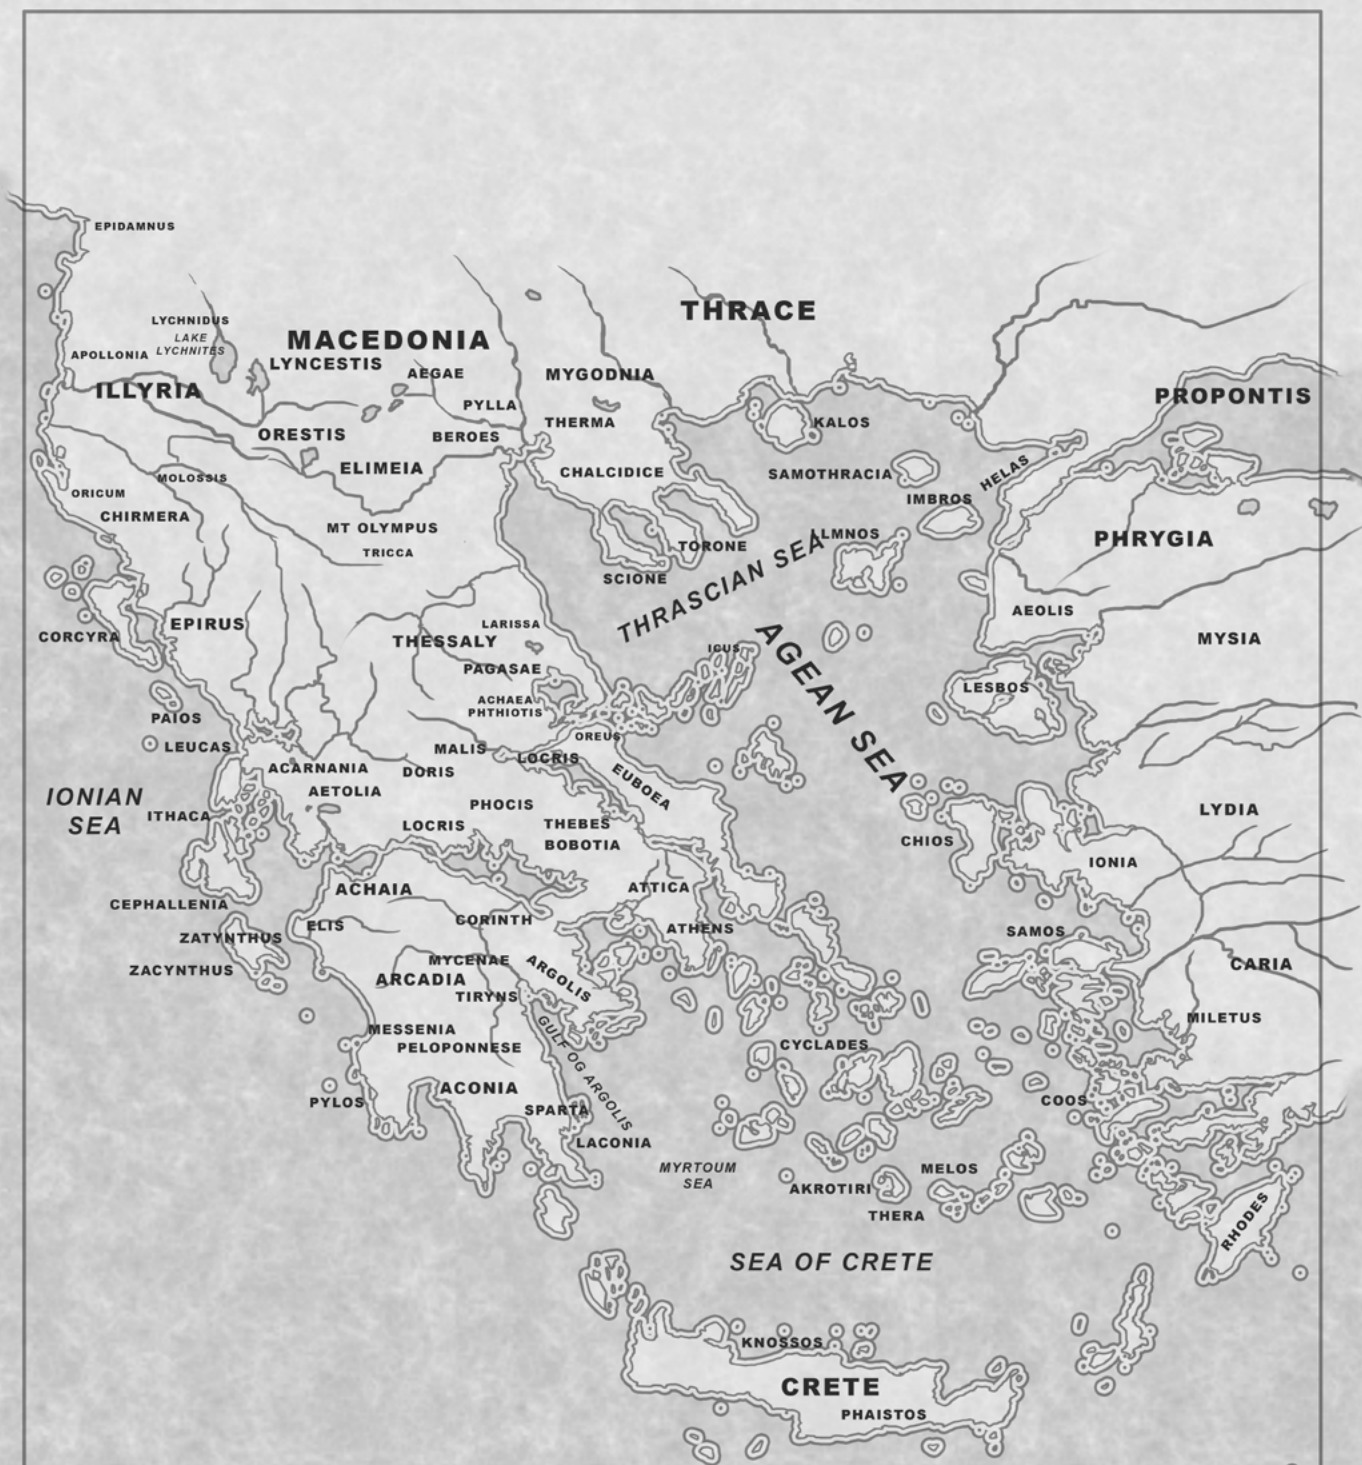 EPIDAMNUS
LYCHNIDUS
LAKE
LYCHNITES
APOLLONIA
ILLYRIA
MACEDONIA
LYNCESTIS
AEGAE
PYLLA
ORESTIS
BEROES
ELIMEIA
THRACE
MYGODNIA
THERMA
CHALCIDICE
KALOS
SAMOTHRACIA
IMBROS
HELAS
PROPONTIS
MOLOSSIS
ORICUM
CHIRMERA
MT OLYMPUS
TRICCA
TORONE
SCIONE
LLMNOS
THRASCIAN SEA
PHRYGIA
AEOLIS
MYSIA
CORCYRA
EPIRUS
LARISSA
THESSALY
PAGASAE
ICUS
AGEAN SEA
LESBOS
PAIOS
ACHAEA
PHTHIOTIS
OREUS
LEUCAS
MALIS
LOCRIS
ACARNANIA
DORIS
EUBOEA
AETOLIA
IONIAN
SEA
ITHACA
PHOCIS
LOCRIS
THEBES
BOBOTIA
LYDIA
CHIOS
IONIA
ACHAIA
ATTICA
CEPHALLENIA
ELIS
CORINTH
ATHENS
SAMOS
ZATYNTHUS
ZACYNTHUS
MYCENAE
ARGOLIS
ARCADIA
TIRYNS
CARIA
MESSENIA
PELOPONNESE
GULF OG ARGOLIS
CYCLADES
MILETUS
ACONIA
PYLOS
SPARTA
COOS
LACONIA
MYRTOUM
SEA
MELOS
AKROTIRI
THERA
RHODES
SEA OF CRETE
KNOSSOS
CRETE
PHAISTOS